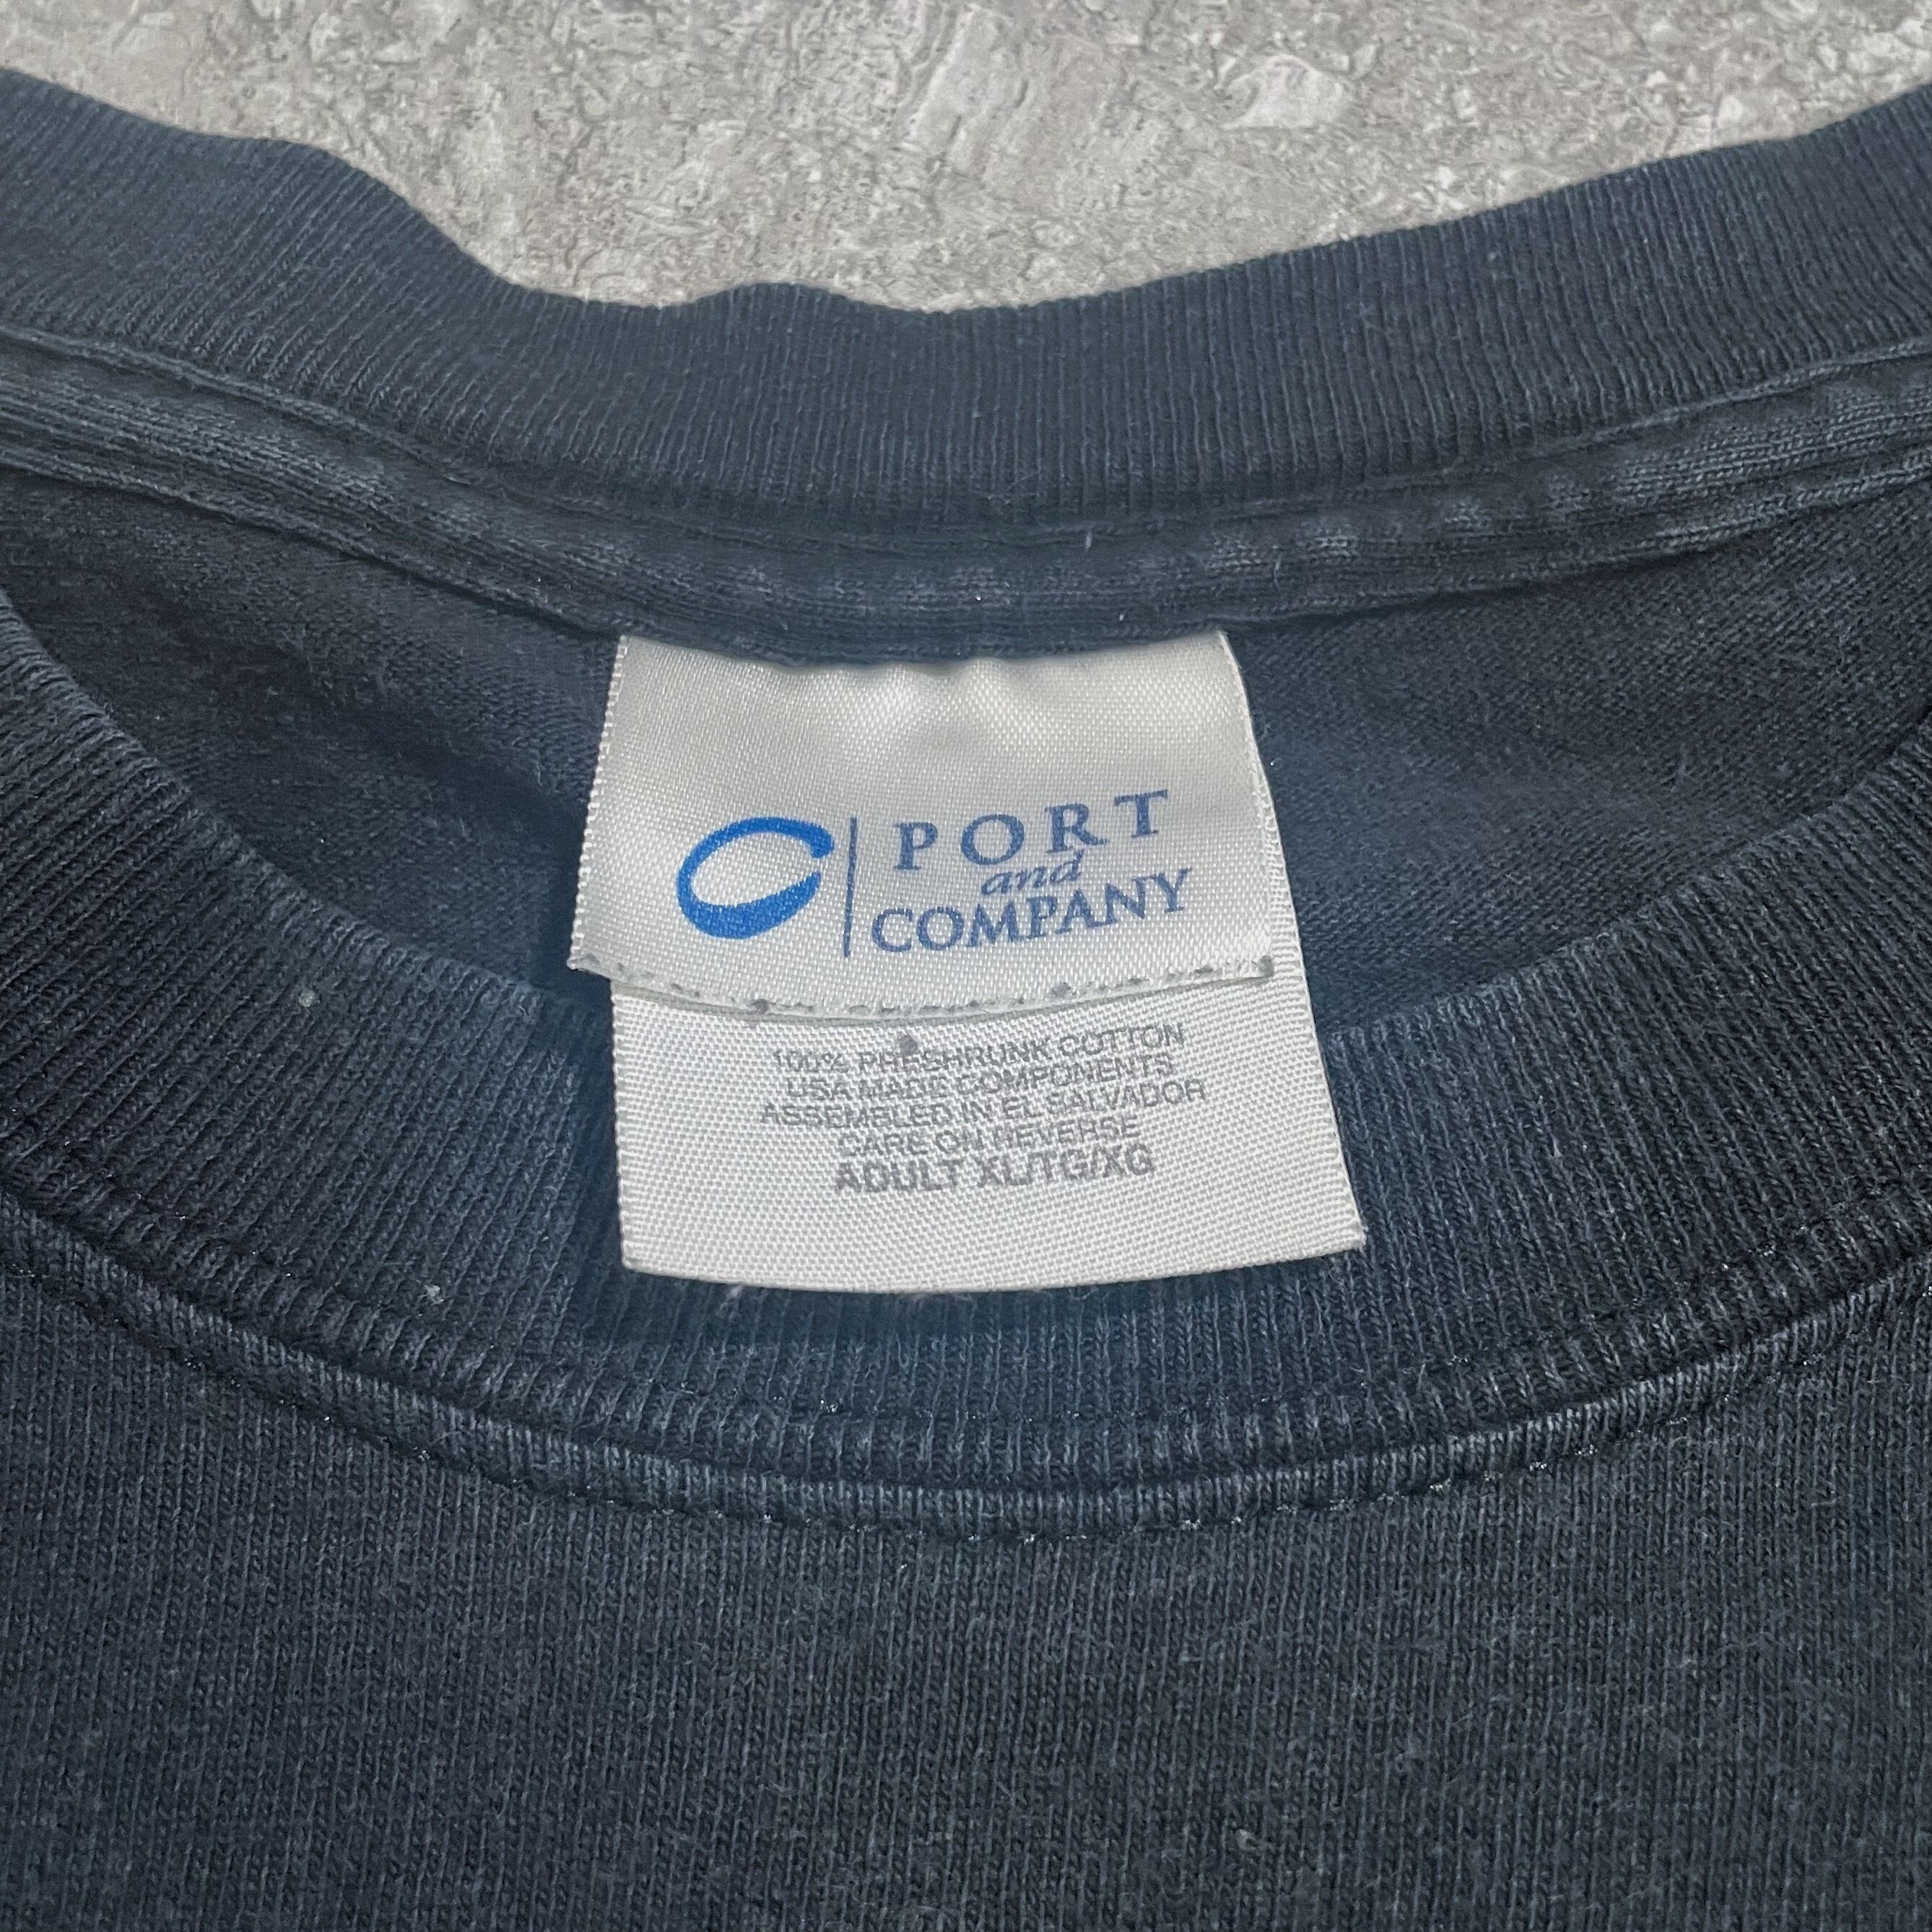 PORT
and
COMPANY
100% PRESHRUNK COTTON
USA MADE COMPONENTS
ASSEMBLED IN EL SALVADOR
CARE ON REVERSE
ADULT XL/TG/XG